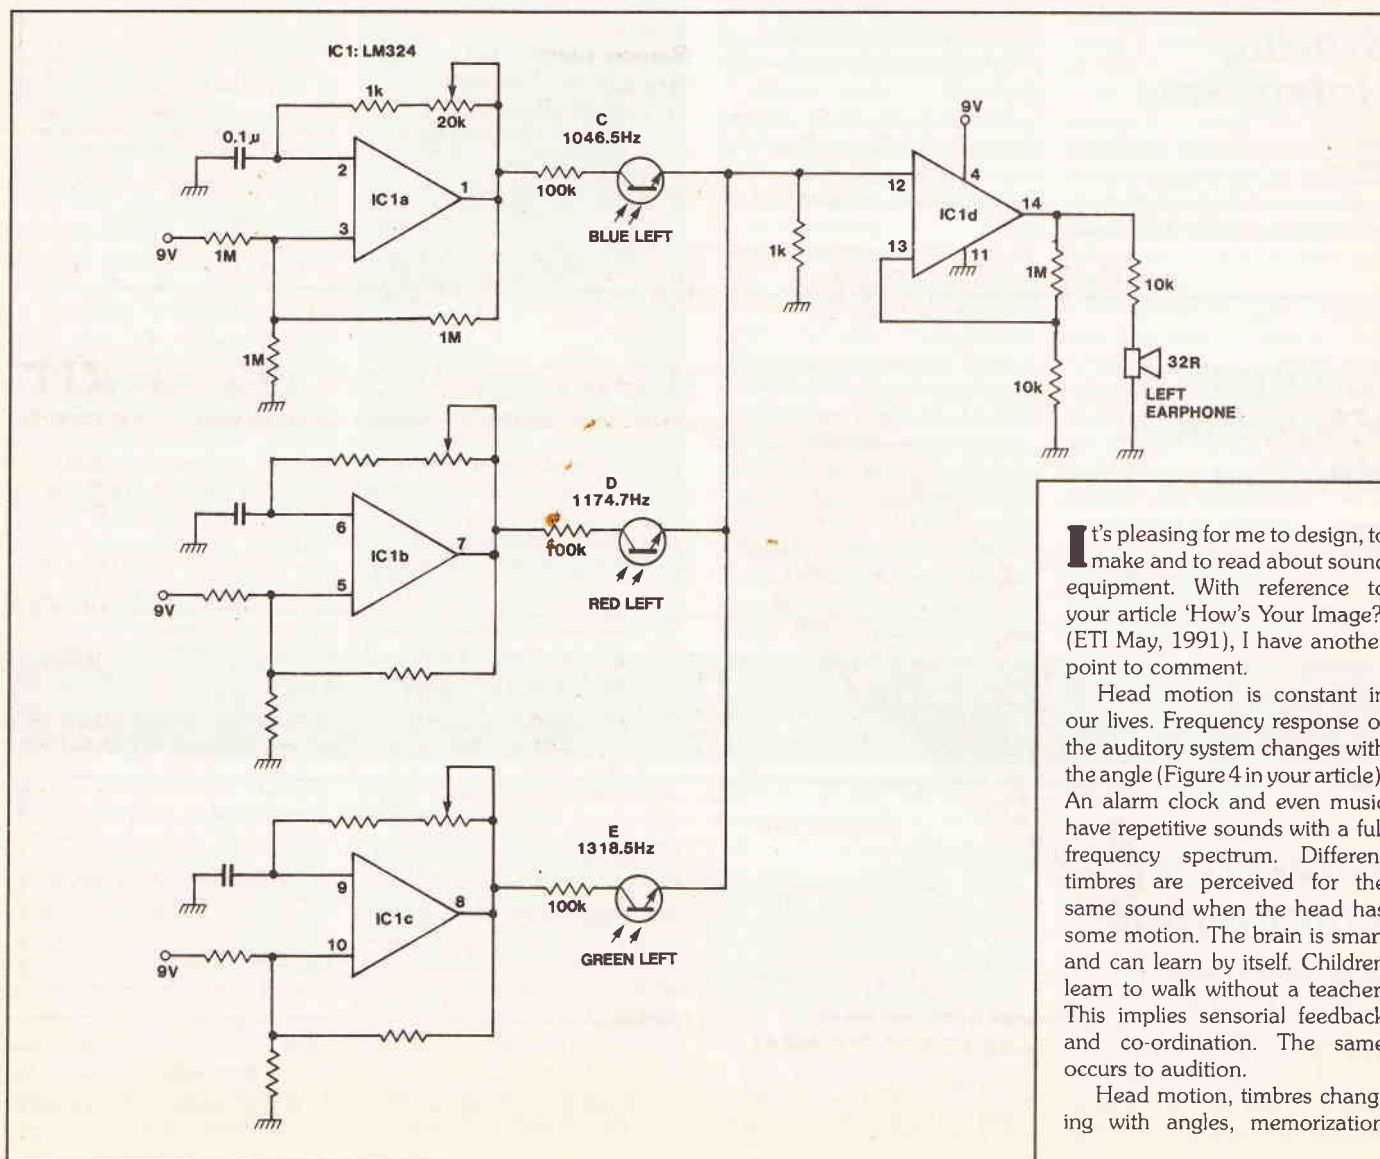 IC1: LM324
1k
20k
0.1µ
2
3
IC1a
1
9V
1M
1M
1M
C
1046.5Hz
100k
BLUE LEFT
9V
4
12
13
IC1d
14
11
1k
1M
10k
10k
32R
LEFT
EARPHONE
6
5
IC1b
7
9V
D
1174.7Hz
100k
RED LEFT
9
10
IC1c
8
9V
E
1318.5Hz
100k
GREEN LEFT
KIT
It's pleasing for me to design, to
make and to read about sound
equipment. With reference to
your article 'How's Your Image?
(ETI May, 1991), I have another
point to comment.
Head motion is constant in
our lives. Frequency response o
the auditory system changes with
the angle (Figure 4 in your article)
An alarm clock and even music
have repetitive sounds with a ful
frequency spectrum. Differen
timbres are perceived for the
same sound when the head has
some motion. The brain is smar
and can learn by itself. Children
learn to walk without a teacher
This implies sensorial feedback
and co-ordination. The same
occurs to audition.
Head motion, timbres chang
ing with angles, memorization